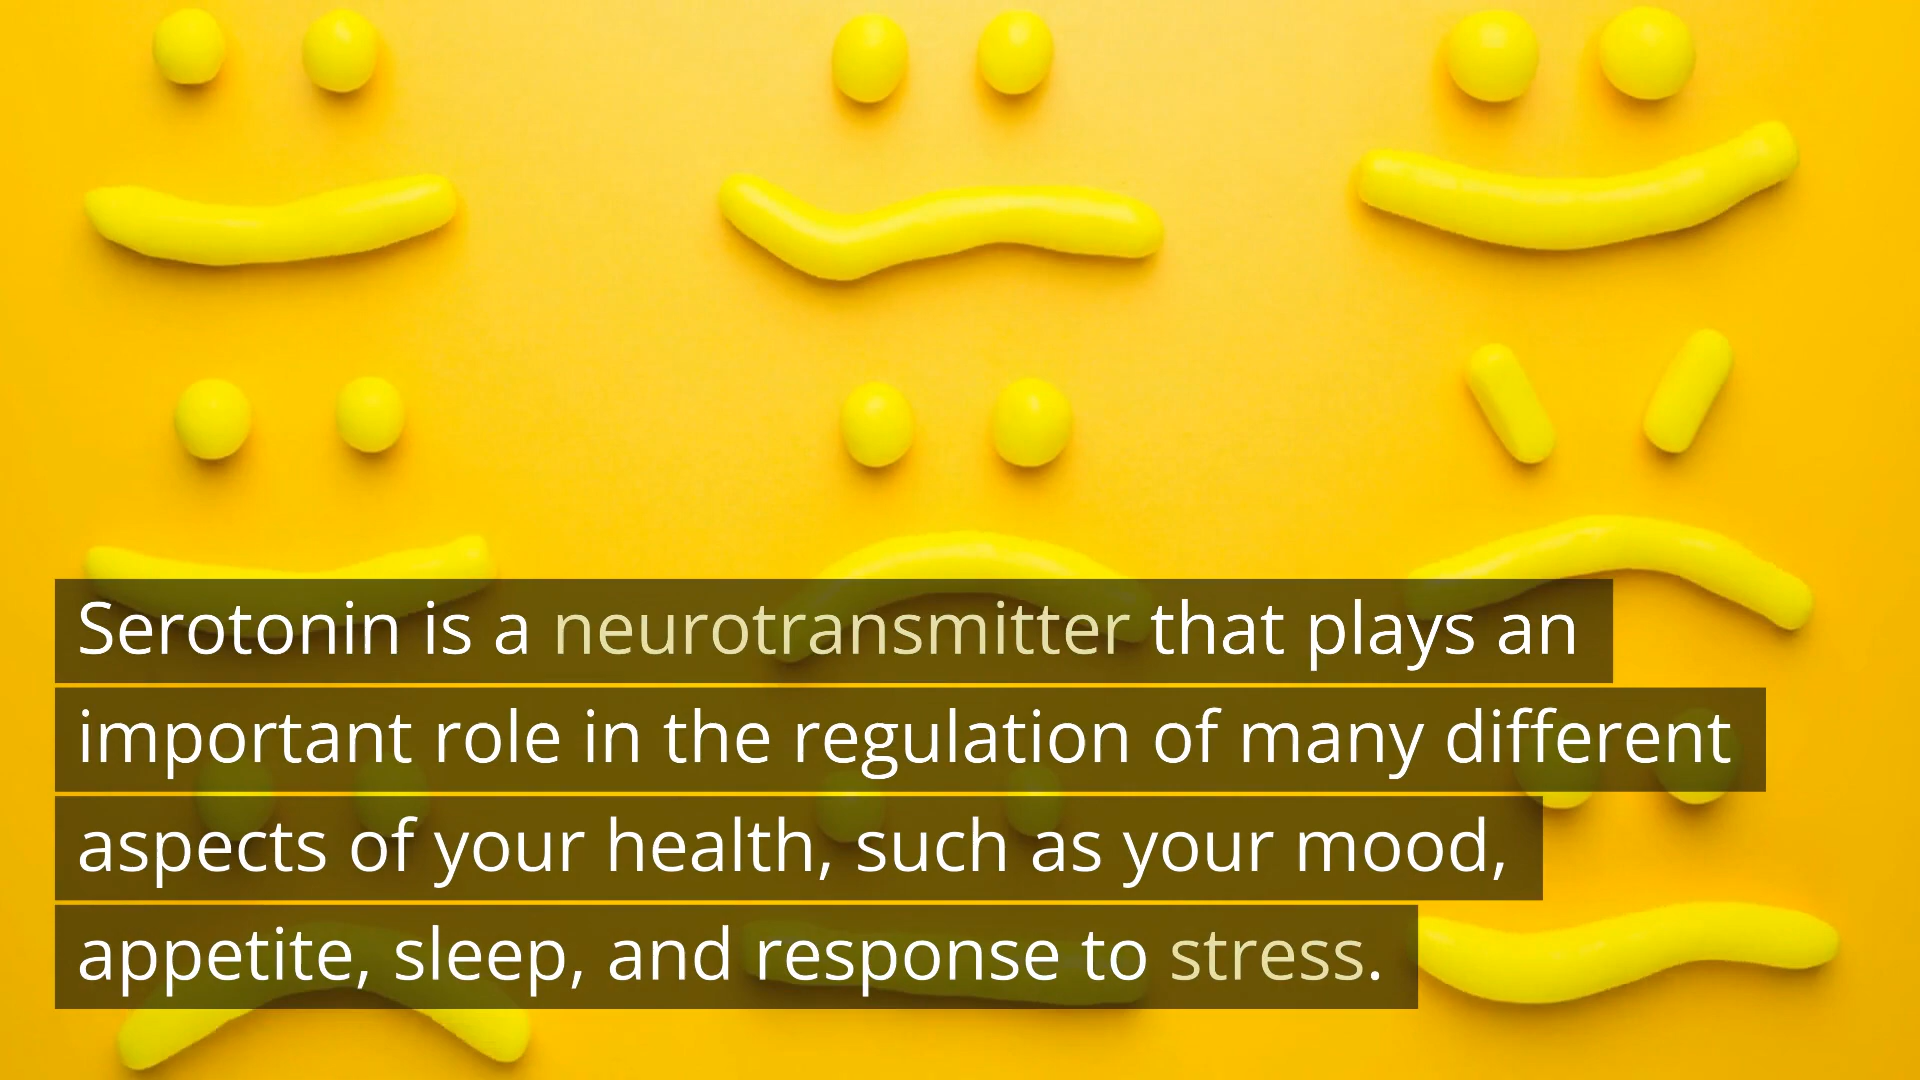 Serotonin is a neurotransmitter that plays an
important role in the regulation of many different
aspects of your health, such as your mood,
appetite, sleep, and response to stress.